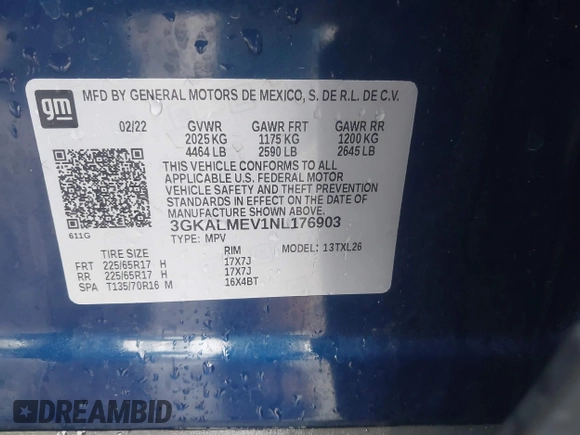 gm
MFD BY GENERAL MOTORS DE MEXICO, S. DE R.L. DE C.V.
02/22 GVWR GAWR FRT GAWR RR
2025 KG 1175 KG 1200 KG
4464 LB 2590 LB 2645 LB
THIS VEHICLE CONFORMS TO ALL
APPLICABLE U.S. FEDERAL MOTOR
VEHICLE SAFETY AND THEFT PREVENTION
STANDARDS IN EFFECT ON THE DATE OF
MANUFACTURE SHOWN ABOVE.
3GKALMEV1NL176903
611G
TYPE: MPV MODEL: 13TXL26
TIRE SIZE RIM
FRT 225/65R17 H 17X7J
RR 225/65R17 H 17X7J
SPA T135/70R16 M 16X4BT
DREAMBID